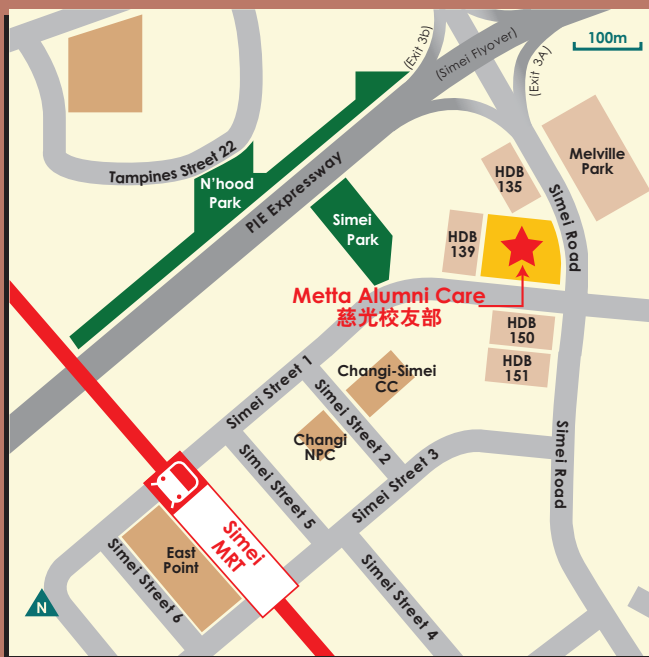 (Exit 3b)
(Simei Flyover)
(Exit 3A)
100m
Tampines Street 22
N'hood
Park
PIE Expressway
Simei
Park
HDB
135
Melville
Park
Simei Road
HDB
139
Metta Alumni Care
慈光校友部
HDB
150
HDB
151
Simei Street 1
Changi-Simei
CC
Simei Street 2
Changi
NPC
Simei Street 3
Simei Road
Simei Street 5
Simei
MRT
East
Point
Simei Street 6
Simei Street 4
N